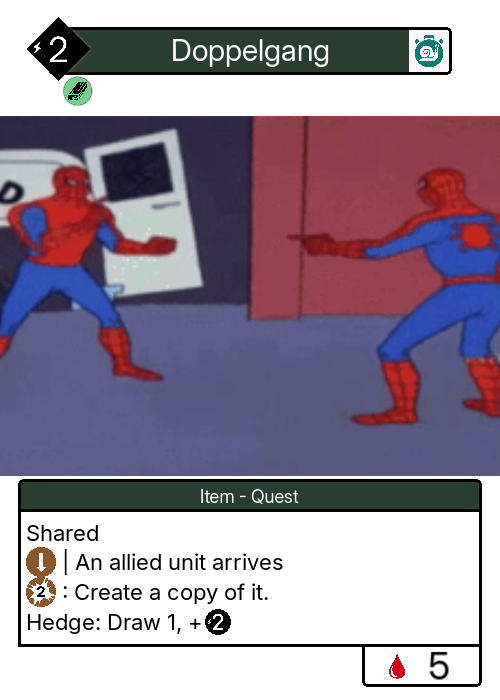 2 Doppelgang
D
Item - Quest
Shared
| An allied unit arrives
2 : Create a copy of it.
Hedge: Draw 1, +2
5